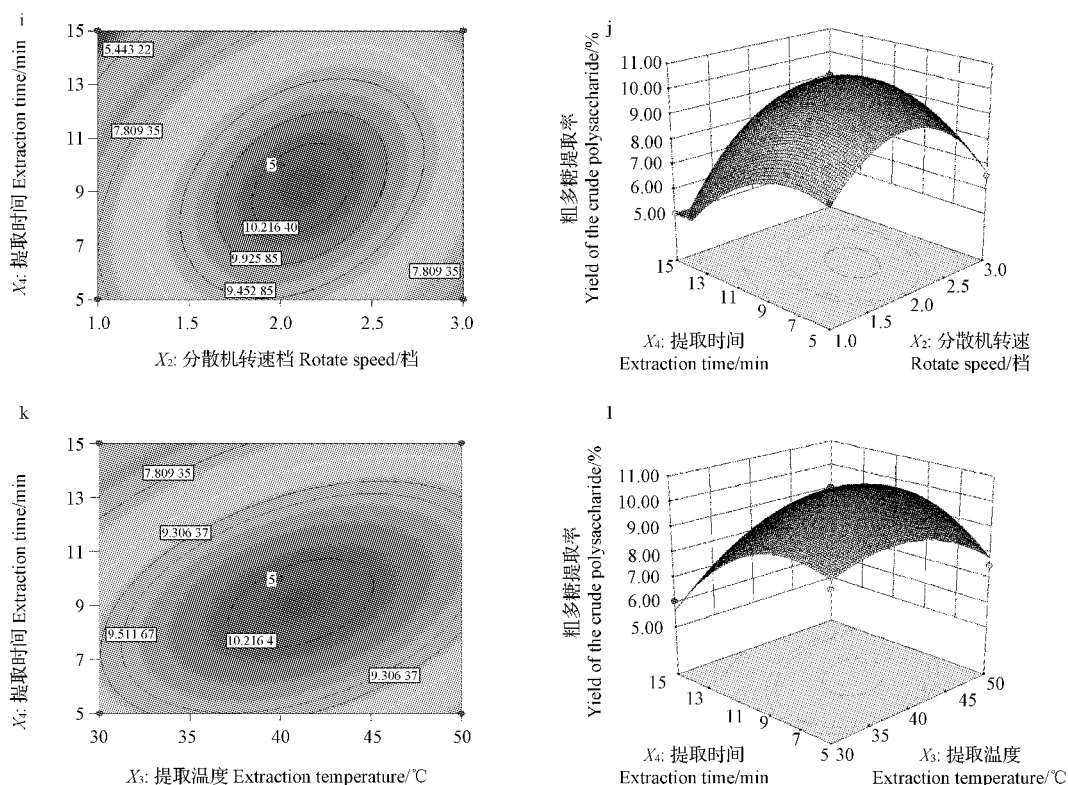 i
15
13
11
9
7
5
X4: 提取时间 Extraction time/min
5.443 22
7.809 35
5
10.216 40
9.925 85
9.452 85
7.809 35
1.0 1.5 2.0 2.5 3.0
X2: 分散机转速档 Rotate speed/档
j
11.00
10.00
9.00
8.00
7.00
6.00
5.00
粗多糖提取率
Yield of the crude polysaccharide/%
15 13 11 9 7 5
1.0 1.5 2.0 2.5 3.0
X4: 提取时间
Extraction time/min
X2: 分散机转速
Rotate speed/档
k
15
13
11
9
7
5
X4: 提取时间 Extraction time/min
7.809 35
9.306 37
5
9.511 67
10.216 4
9.306 37
30 35 40 45 50
X3: 提取温度 Extraction temperature/℃
l
11.00
10.00
9.00
8.00
7.00
6.00
5.00
粗多糖提取率
Yield of the crude polysaccharide/%
15 13 11 9 7 5
30 35 40 45 50
X4: 提取时间
Extraction time/min
X3: 提取温度
Extraction temperature/℃